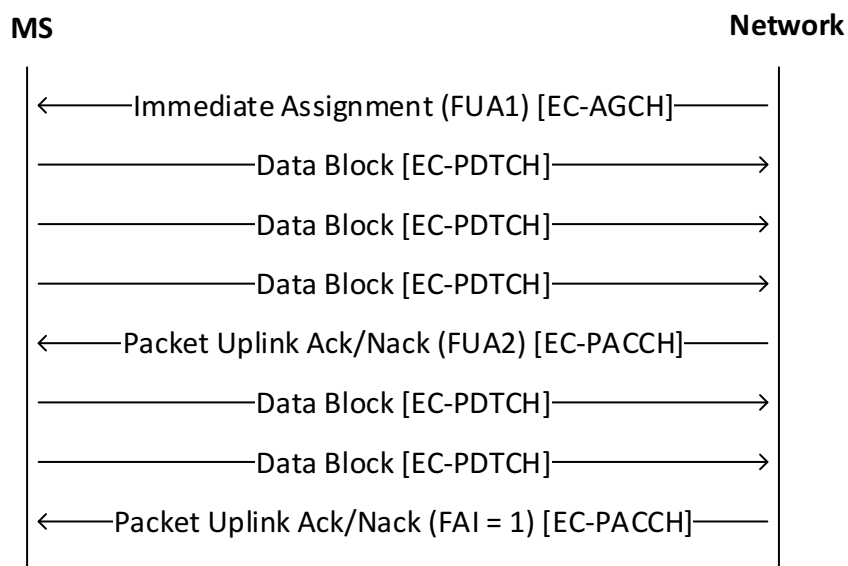 MS
Network
Immediate Assignment (FUA1) [EC-AGCH]
Data Block [EC-PDTCH]
Data Block [EC-PDTCH]
Data Block [EC-PDTCH]
Packet Uplink Ack/Nack (FUA2) [EC-PACCH]
Data Block [EC-PDTCH]
Data Block [EC-PDTCH]
Packet Uplink Ack/Nack (FAI = 1) [EC-PACCH]